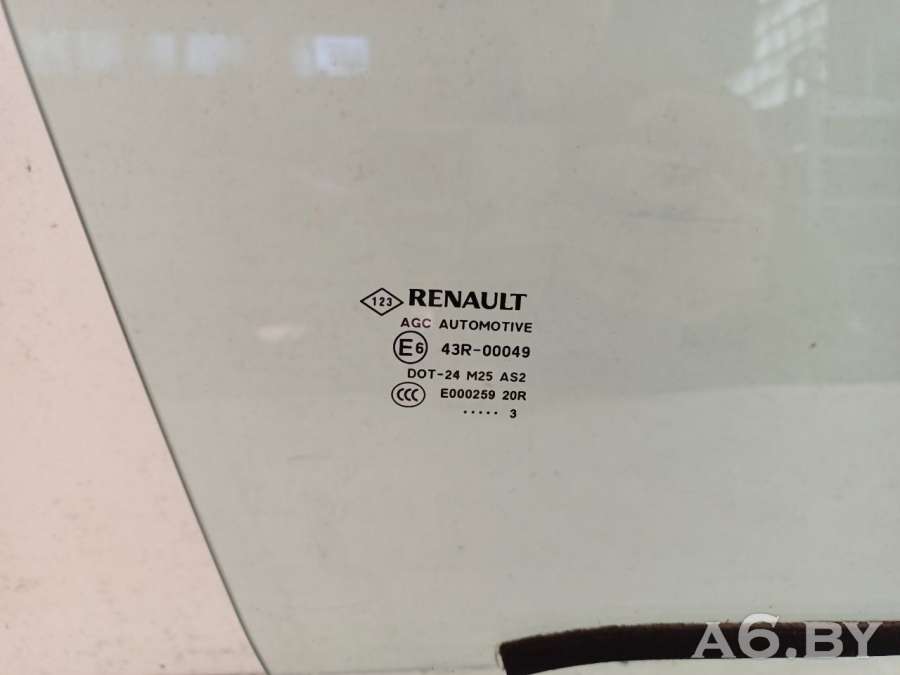 123 RENAULT
AGC AUTOMOTIVE
E6 43R-00049
DOT-24 M25 AS2
CCC E000259 20R
..... 3
A6.BY